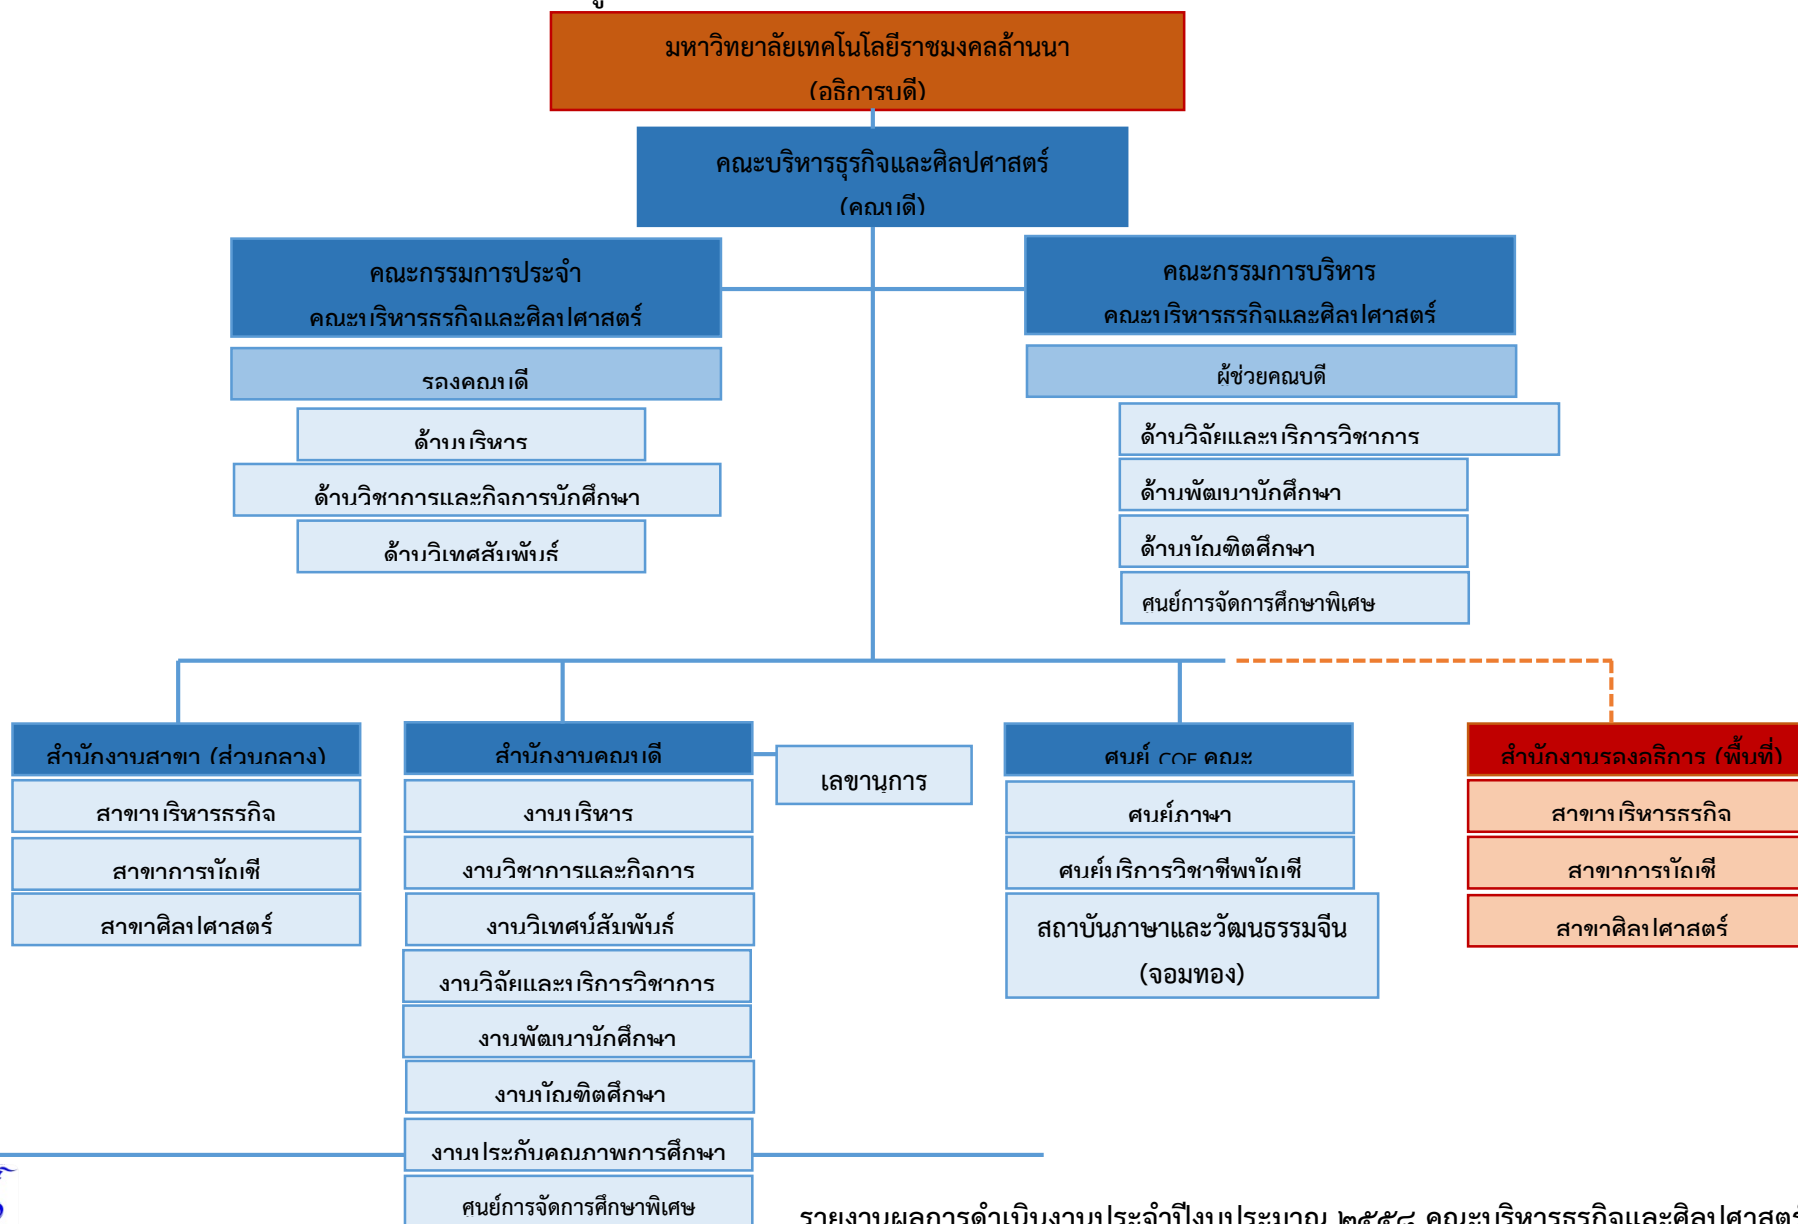 มหาวิทยาลัยเทคโนโลยีราชมงคลล้านนา
(อธิการบดี)
คณะบริหารธุรกิจและศิลปศาสตร์
(คณบดี)
คณะกรรมการประจำ
คณะบริหารธุรกิจและศิลปศาสตร์
คณะกรรมการบริหาร
คณะบริหารธุรกิจและศิลปศาสตร์
รองคณบดี
ผู้ช่วยคณบดี
ด้านบริหาร
ด้านวิชาการและกิจการนักศึกษา
ด้านวิเทศสัมพันธ์
ด้านวิจัยและบริการวิชาการ
ด้านพัฒนานักศึกษา
ด้านบัณฑิตศึกษา
ศูนย์การจัดการศึกษาพิเศษ
สำนักงานสาขา (ส่วนกลาง)
สาขาบริหารธุรกิจ
สาขาการบัญชี
สาขาศิลปศาสตร์
สำนักงานคณบดี
เลขานุการ
งานบริหาร
งานวิชาการและกิจการ
งานวิเทศน์สัมพันธ์
งานวิจัยและบริการวิชาการ
งานพัฒนานักศึกษา
งานบัณฑิตศึกษา
งานประกันคุณภาพการศึกษา
ศูนย์การจัดการศึกษาพิเศษ
ศูนย์ COE คณะ
ศูนย์ภาษา
ศูนย์บริการวิชาชีพบัญชี
สถาบันภาษาและวัฒนธรรมจีน
(จอมทอง)
สำนักงานรองอธิการ (พื้นที่)
สาขาบริหารธุรกิจ
สาขาการบัญชี
สาขาศิลปศาสตร์
รายงานผลการดำเนินงานประจำปีงบประมาณ ๒๕๕๘ คณะบริหารธุรกิจและศิลปศาสตร์